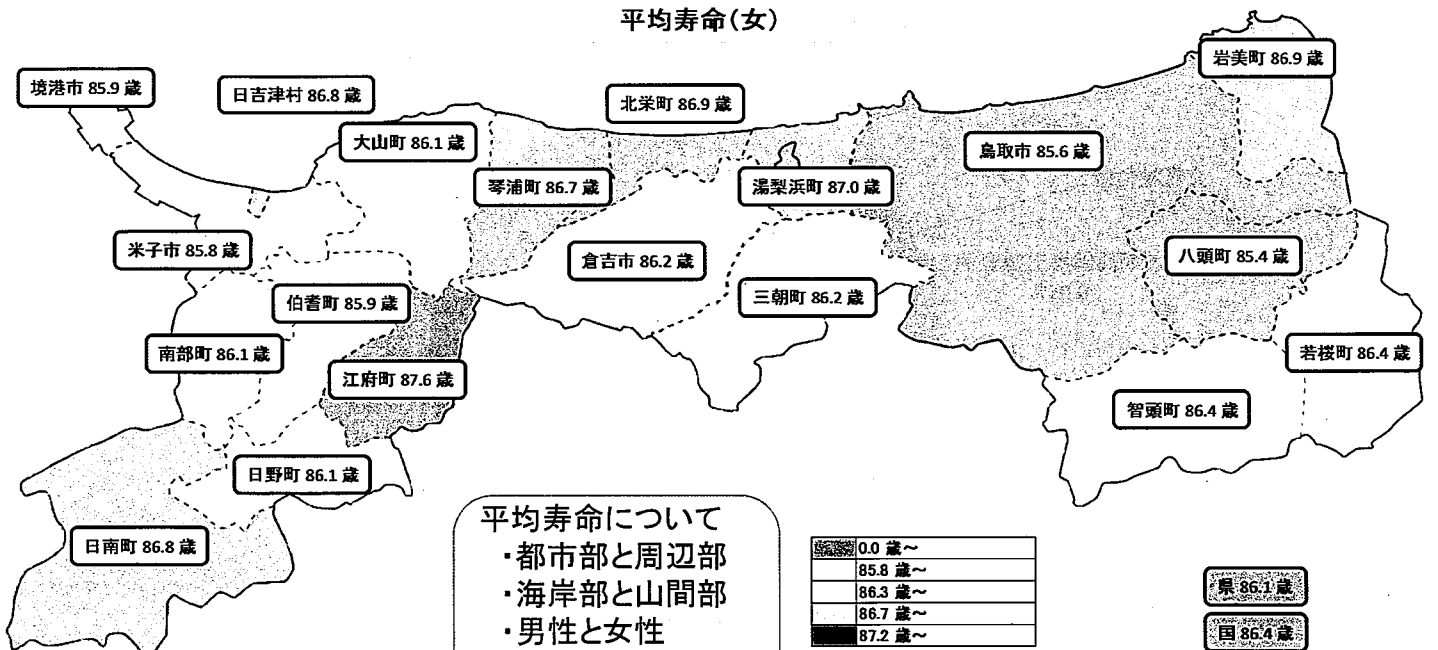 平均寿命(女)
境港市 85.9 歳
日吉津村 86.8 歳
大山町 86.1 歳
北栄町 86.9 歳
岩美町 86.9 歳
琴浦町 86.7 歳
湯梨浜町 87.0 歳
鳥取市 85.6 歳
米子市 85.8 歳
倉吉市 86.2 歳
八頭町 85.4 歳
伯耆町 85.9 歳
三朝町 86.2 歳
南部町 86.1 歳
江府町 87.6 歳
若桜町 86.4 歳
智頭町 86.4 歳
日野町 86.1 歳
日南町 86.8 歳
平均寿命について
・都市部と周辺部
・海岸部と山間部
・男性と女性
0.0 歳~
85.8 歳~
86.3 歳~
86.7 歳~
87.2 歳~
県 86.1 歳
国 86.4 歳